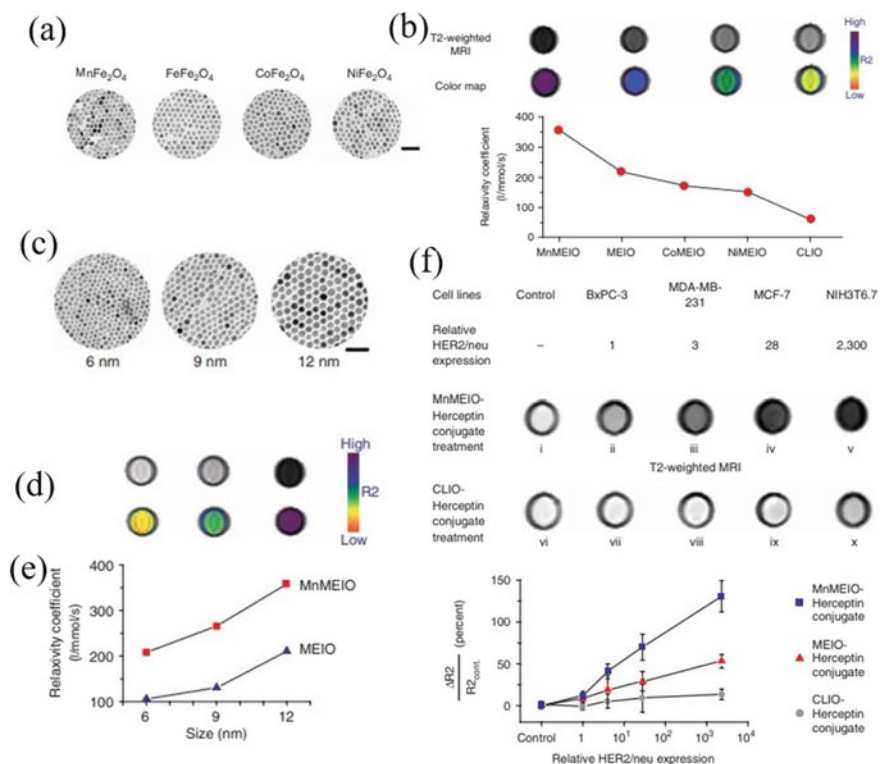 (a)
MnFe2O4 FeFe2O4 CoFe2O4 NiFe2O4
(b)
T2-weighted
MRI
Color map
High
R2
Low
Relaxivity coefficient
(l/mmol/s)
400
300
200
100
0
MnMEIO MEIO CoMEIO NiMEIO CLIO
(c)
6 nm 9 nm 12 nm
(d)
High
R2
Low
(e)
Relaxivity coefficient
(l/mmol/s)
400
300
200
100
MnMEIO
MEIO
6 9 12
Size (nm)
(f)
Cell lines Control BxPC-3 MDA-MB-231 MCF-7 NIH3T6.7
Relative
HER2/neu
expression
– 1 3 28 2,300
MnMEIO-
Herceptin
conjugate
treatment
i ii iii iv v
T2-weighted MRI
CLIO-
Herceptin
conjugate
treatment
vi vii viii ix x
ΔR2
R2cont.
(percent)
150
100
50
0
Control 1 10^1 10^2 10^3 10^4
Relative HER2/neu expression
MnMEIO-
Herceptin
conjugate
MEIO-
Herceptin
conjugate
CLIO-
Herceptin
conjugate